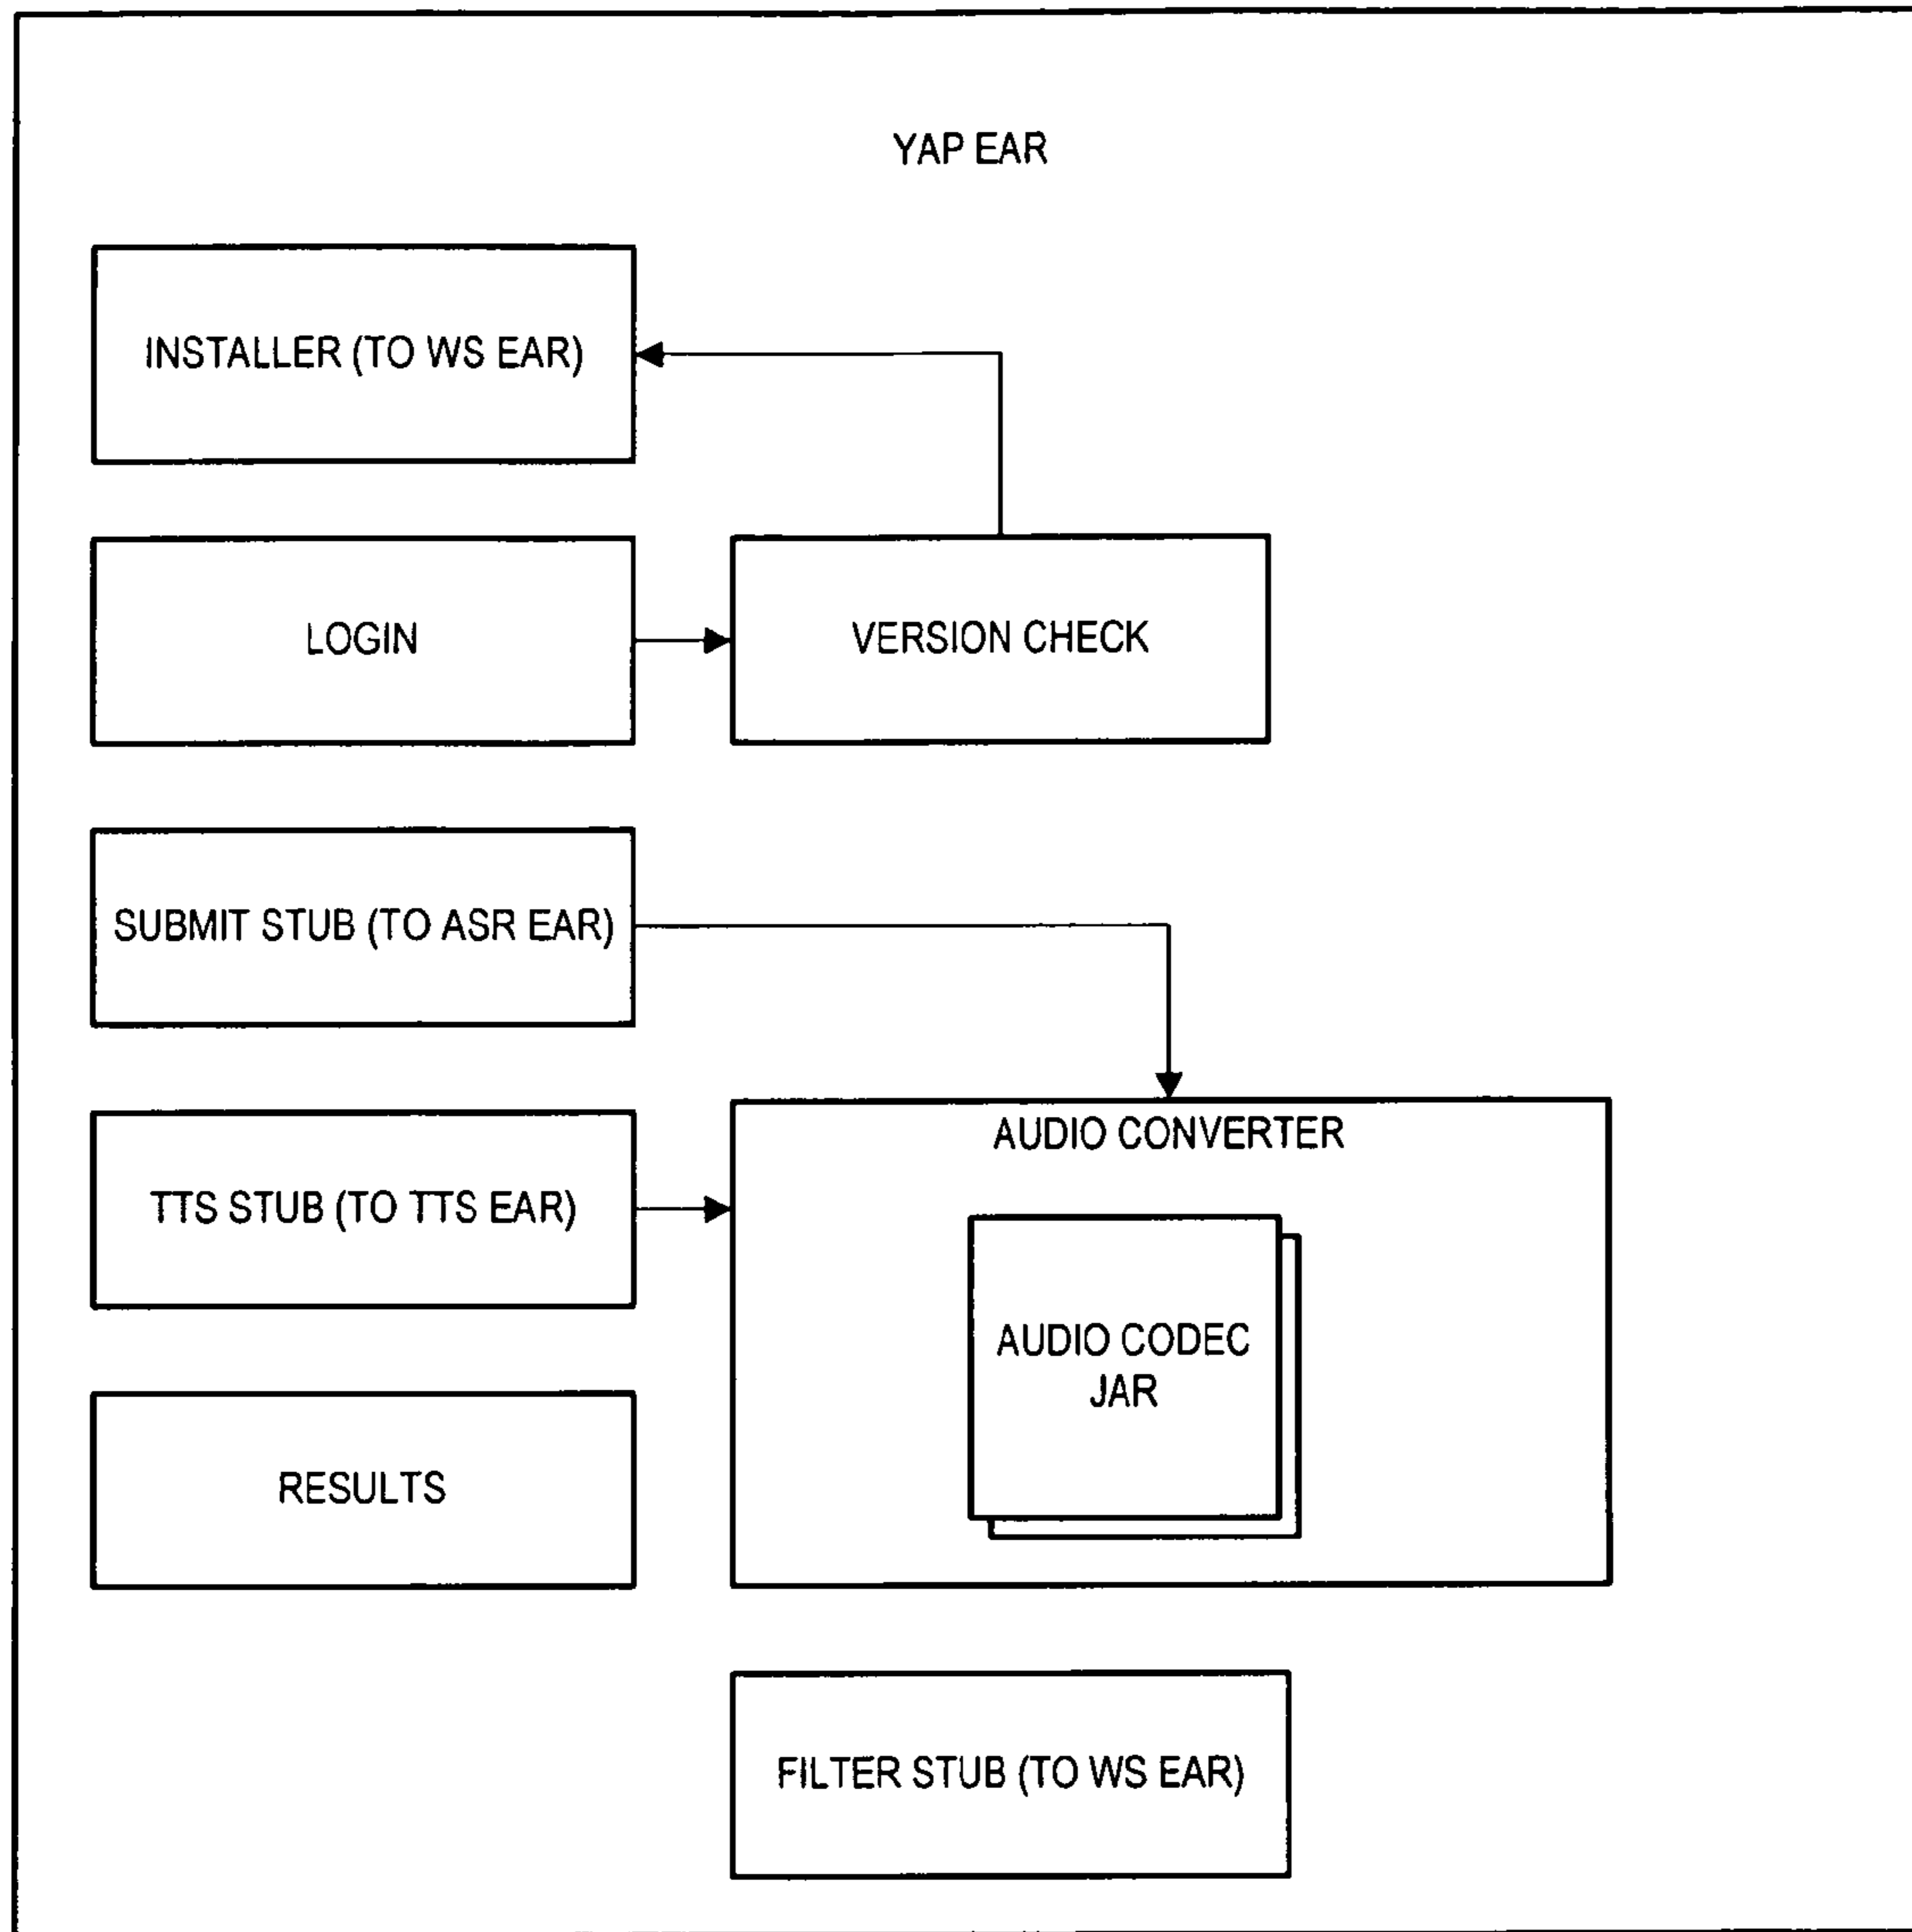 YAP EAR
INSTALLER (TO WS EAR)
LOGIN
VERSION CHECK
SUBMIT STUB (TO ASR EAR)
AUDIO CONVERTER
TTS STUB (TO TTS EAR)
AUDIO CODEC
JAR
RESULTS
FILTER STUB (TO WS EAR)